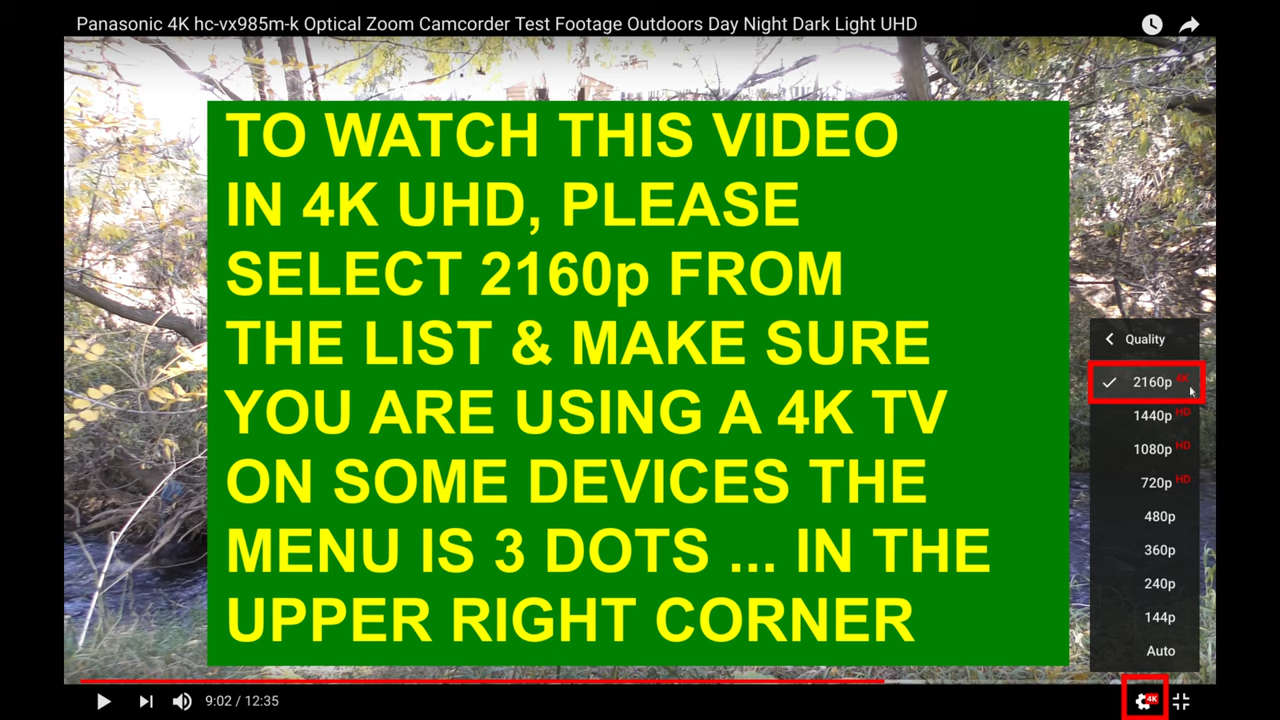 Panasonic 4K hc-vx985m-k Optical Zoom Camcorder Test Footage Outdoors Day Night Dark Light UHD
TO WATCH THIS VIDEO
IN 4K UHD, PLEASE
SELECT 2160p FROM
THE LIST & MAKE SURE
YOU ARE USING A 4K TV
ON SOME DEVICES THE
MENU IS 3 DOTS ... IN THE
UPPER RIGHT CORNER
Quality
2160p 4K
1440p HD
1080p HD
720p HD
480p
360p
240p
144p
Auto
9:02 / 12:35
4K